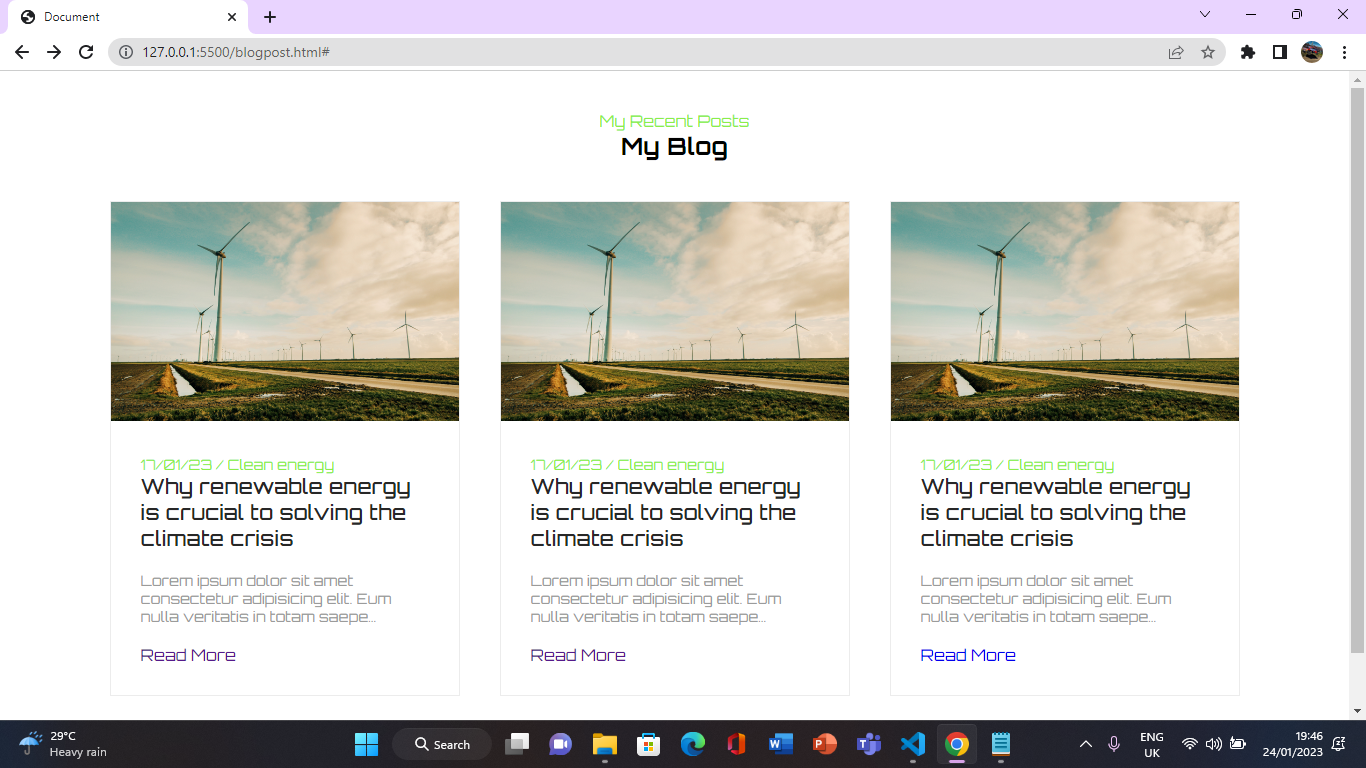 Document
127.0.0.1:5500/blogpost.html#
My Recent Posts
My Blog
17/01/23 / Clean energy
Why renewable energy
is crucial to solving the
climate crisis
Lorem ipsum dolor sit amet
consectetur adipisicing elit. Eum
nulla veritatis in totam saepe...
Read More
17/01/23 / Clean energy
Why renewable energy
is crucial to solving the
climate crisis
Lorem ipsum dolor sit amet
consectetur adipisicing elit. Eum
nulla veritatis in totam saepe...
Read More
17/01/23 / Clean energy
Why renewable energy
is crucial to solving the
climate crisis
Lorem ipsum dolor sit amet
consectetur adipisicing elit. Eum
nulla veritatis in totam saepe...
Read More
29°C
Heavy rain
Search
ENG
UK
19:46
24/01/2023